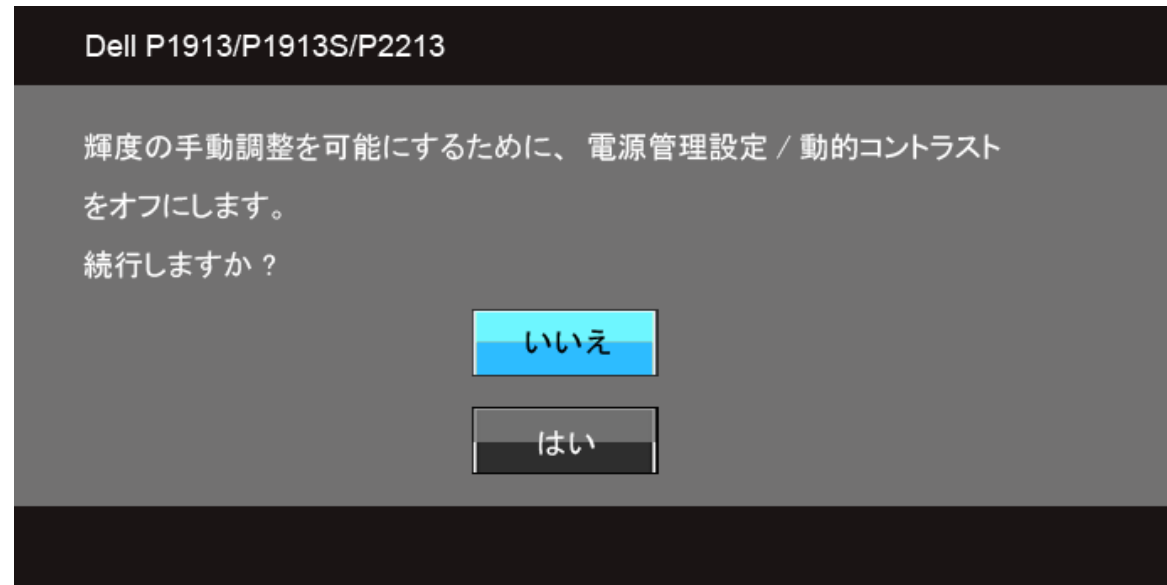 Dell P1913/P1913S/P2213
輝度の手動調整を可能にするために、 電源管理設定 / 動的コントラスト
をオフにします。
続行しますか ?
いいえ
はい